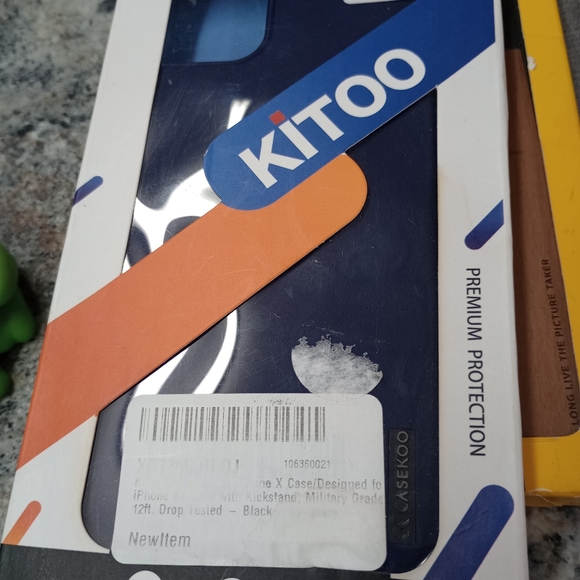 KiTOO
PREMIUM PROTECTION
LONG LIVE THE PICTURE TAKER
CASEKOO
106360021
X Case/Designed fo
iPhone with Kickstand, Military Grade
12ft. Drop Tested – Black
NewItem